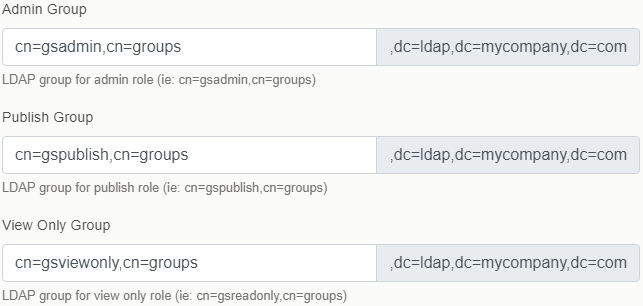 Admin Group
cn=gsadmin,cn=groups ,dc=ldap,dc=mycompany,dc=com
LDAP group for admin role (ie: cn=gsadmin,cn=groups)
Publish Group
cn=gspublish,cn=groups ,dc=ldap,dc=mycompany,dc=com
LDAP group for publish role (ie: cn=gspublish,cn=groups)
View Only Group
cn=gsviewonly,cn=groups ,dc=ldap,dc=mycompany,dc=com
LDAP group for view only role (ie: cn=gsreadonly,cn=groups)